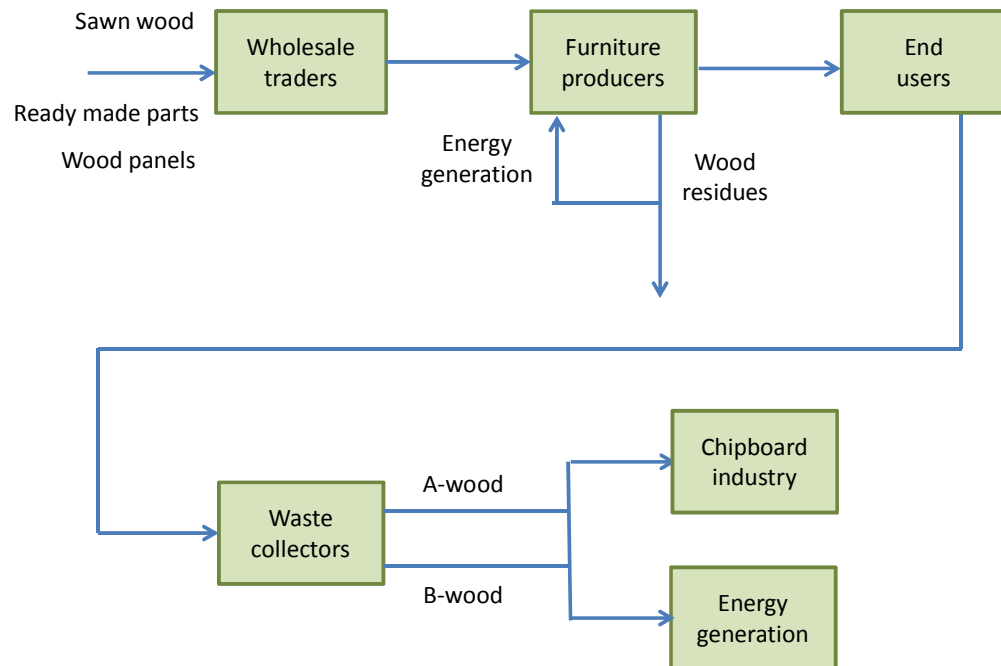 Sawn wood
Wholesale
traders
Furniture
producers
End
users
Ready made parts
Wood panels
Energy
generation
Wood
residues
Chipboard
industry
A-wood
Waste
collectors
B-wood
Energy
generation